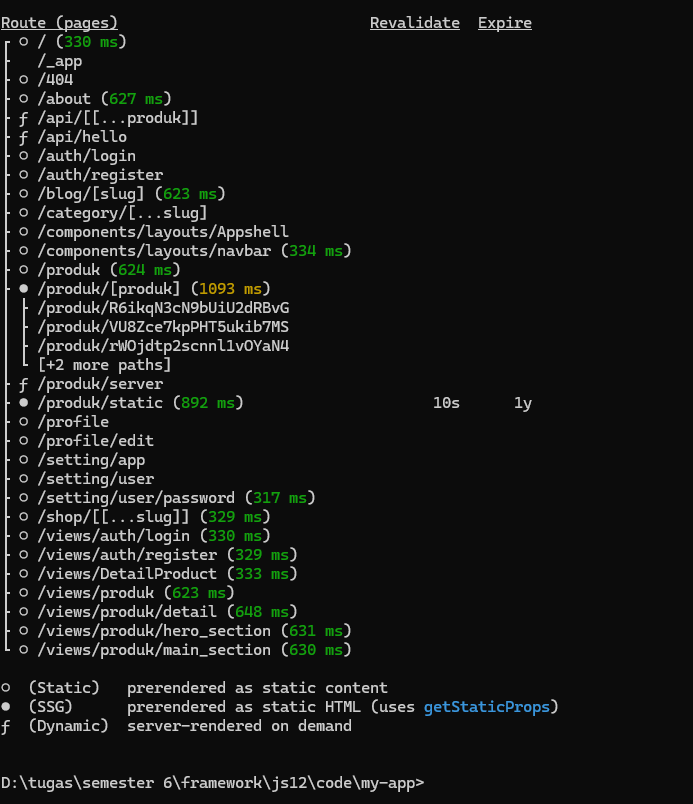 Route (pages) Revalidate Expire
┌ ○ / (330 ms)
├ /_app
├ ○ /404
├ ○ /about (627 ms)
├ ƒ /api/[[...produk]]
├ ƒ /api/hello
├ ○ /auth/login
├ ○ /auth/register
├ ○ /blog/[slug] (623 ms)
├ ○ /category/[...slug]
├ ○ /components/layouts/Appshell
├ ○ /components/layouts/navbar (334 ms)
├ ○ /produk (624 ms)
├ ● /produk/[produk] (1093 ms)
├ /produk/R6ikqN3cN9bUiU2dRBvG
├ /produk/VU8Zce7kpPHT5ukib7MS
├ /produk/rWOjdtp2scnnl1vOYaN4
└ [+2 more paths]
├ ƒ /produk/server
├ ● /produk/static (892 ms) 10s 1y
├ ○ /profile
├ ○ /profile/edit
├ ○ /setting/app
├ ○ /setting/user
├ ○ /setting/user/password (317 ms)
├ ○ /shop/[[...slug]] (329 ms)
├ ○ /views/auth/login (330 ms)
├ ○ /views/auth/register (329 ms)
├ ○ /views/DetailProduct (333 ms)
├ ○ /views/produk (623 ms)
├ ○ /views/produk/detail (648 ms)
├ ○ /views/produk/hero_section (631 ms)
└ ○ /views/produk/main_section (630 ms)
○ (Static) prerendered as static content
● (SSG) prerendered as static HTML (uses getStaticProps)
ƒ (Dynamic) server-rendered on demand
D:\tugas\semester 6\framework\js12\code\my-app>